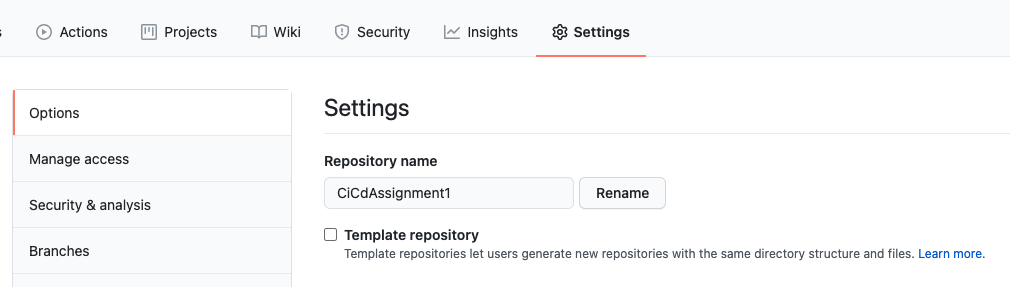 Actions Projects Wiki Security Insights Settings
Options
Manage access
Security & analysis
Branches
Settings
Repository name
CiCdAssignment1 Rename
Template repository
Template repositories let users generate new repositories with the same directory structure and files. Learn more.